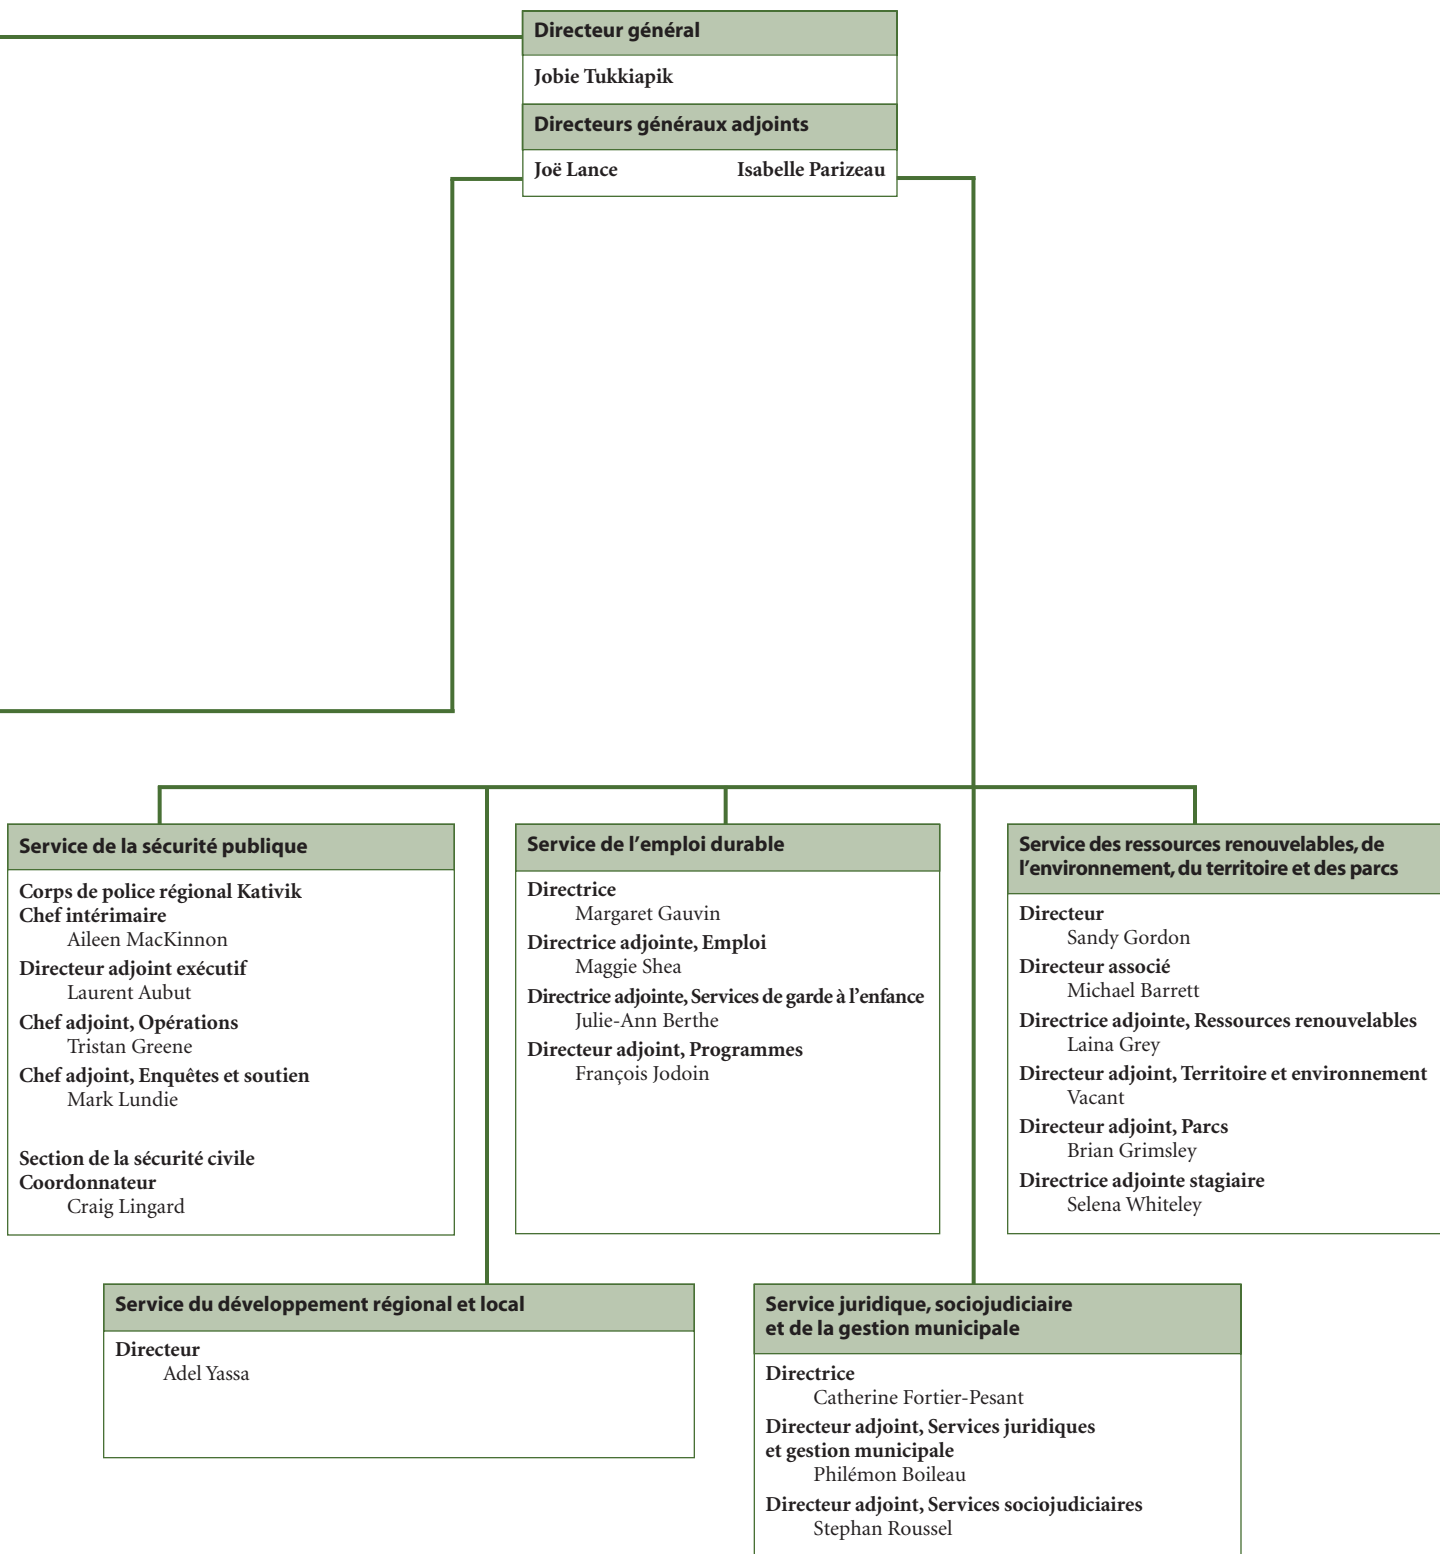 Directeur général
Jobie Tukkiapik
Directeurs généraux adjoints
Joë Lance Isabelle Parizeau
Service de la sécurité publique
Corps de police régional Kativik
Chef intérimaire
Aileen MacKinnon
Directeur adjoint exécutif
Laurent Aubut
Chef adjoint, Opérations
Tristan Greene
Chef adjoint, Enquêtes et soutien
Mark Lundie
Section de la sécurité civile
Coordonnateur
Craig Lingard
Service de l'emploi durable
Directrice
Margaret Gauvin
Directrice adjointe, Emploi
Maggie Shea
Directrice adjointe, Services de garde à l'enfance
Julie-Ann Berthe
Directeur adjoint, Programmes
François Jodoin
Service des ressources renouvelables, de
l'environnement, du territoire et des parcs
Directeur
Sandy Gordon
Directeur associé
Michael Barrett
Directrice adjointe, Ressources renouvelables
Laina Grey
Directeur adjoint, Territoire et environnement
Vacant
Directeur adjoint, Parcs
Brian Grimsley
Directrice adjointe stagiaire
Selena Whiteley
Service du développement régional et local
Directeur
Adel Yassa
Service juridique, sociojudiciaire
et de la gestion municipale
Directrice
Catherine Fortier-Pesant
Directeur adjoint, Services juridiques
et gestion municipale
Philémon Boileau
Directeur adjoint, Services sociojudiciaires
Stephan Roussel